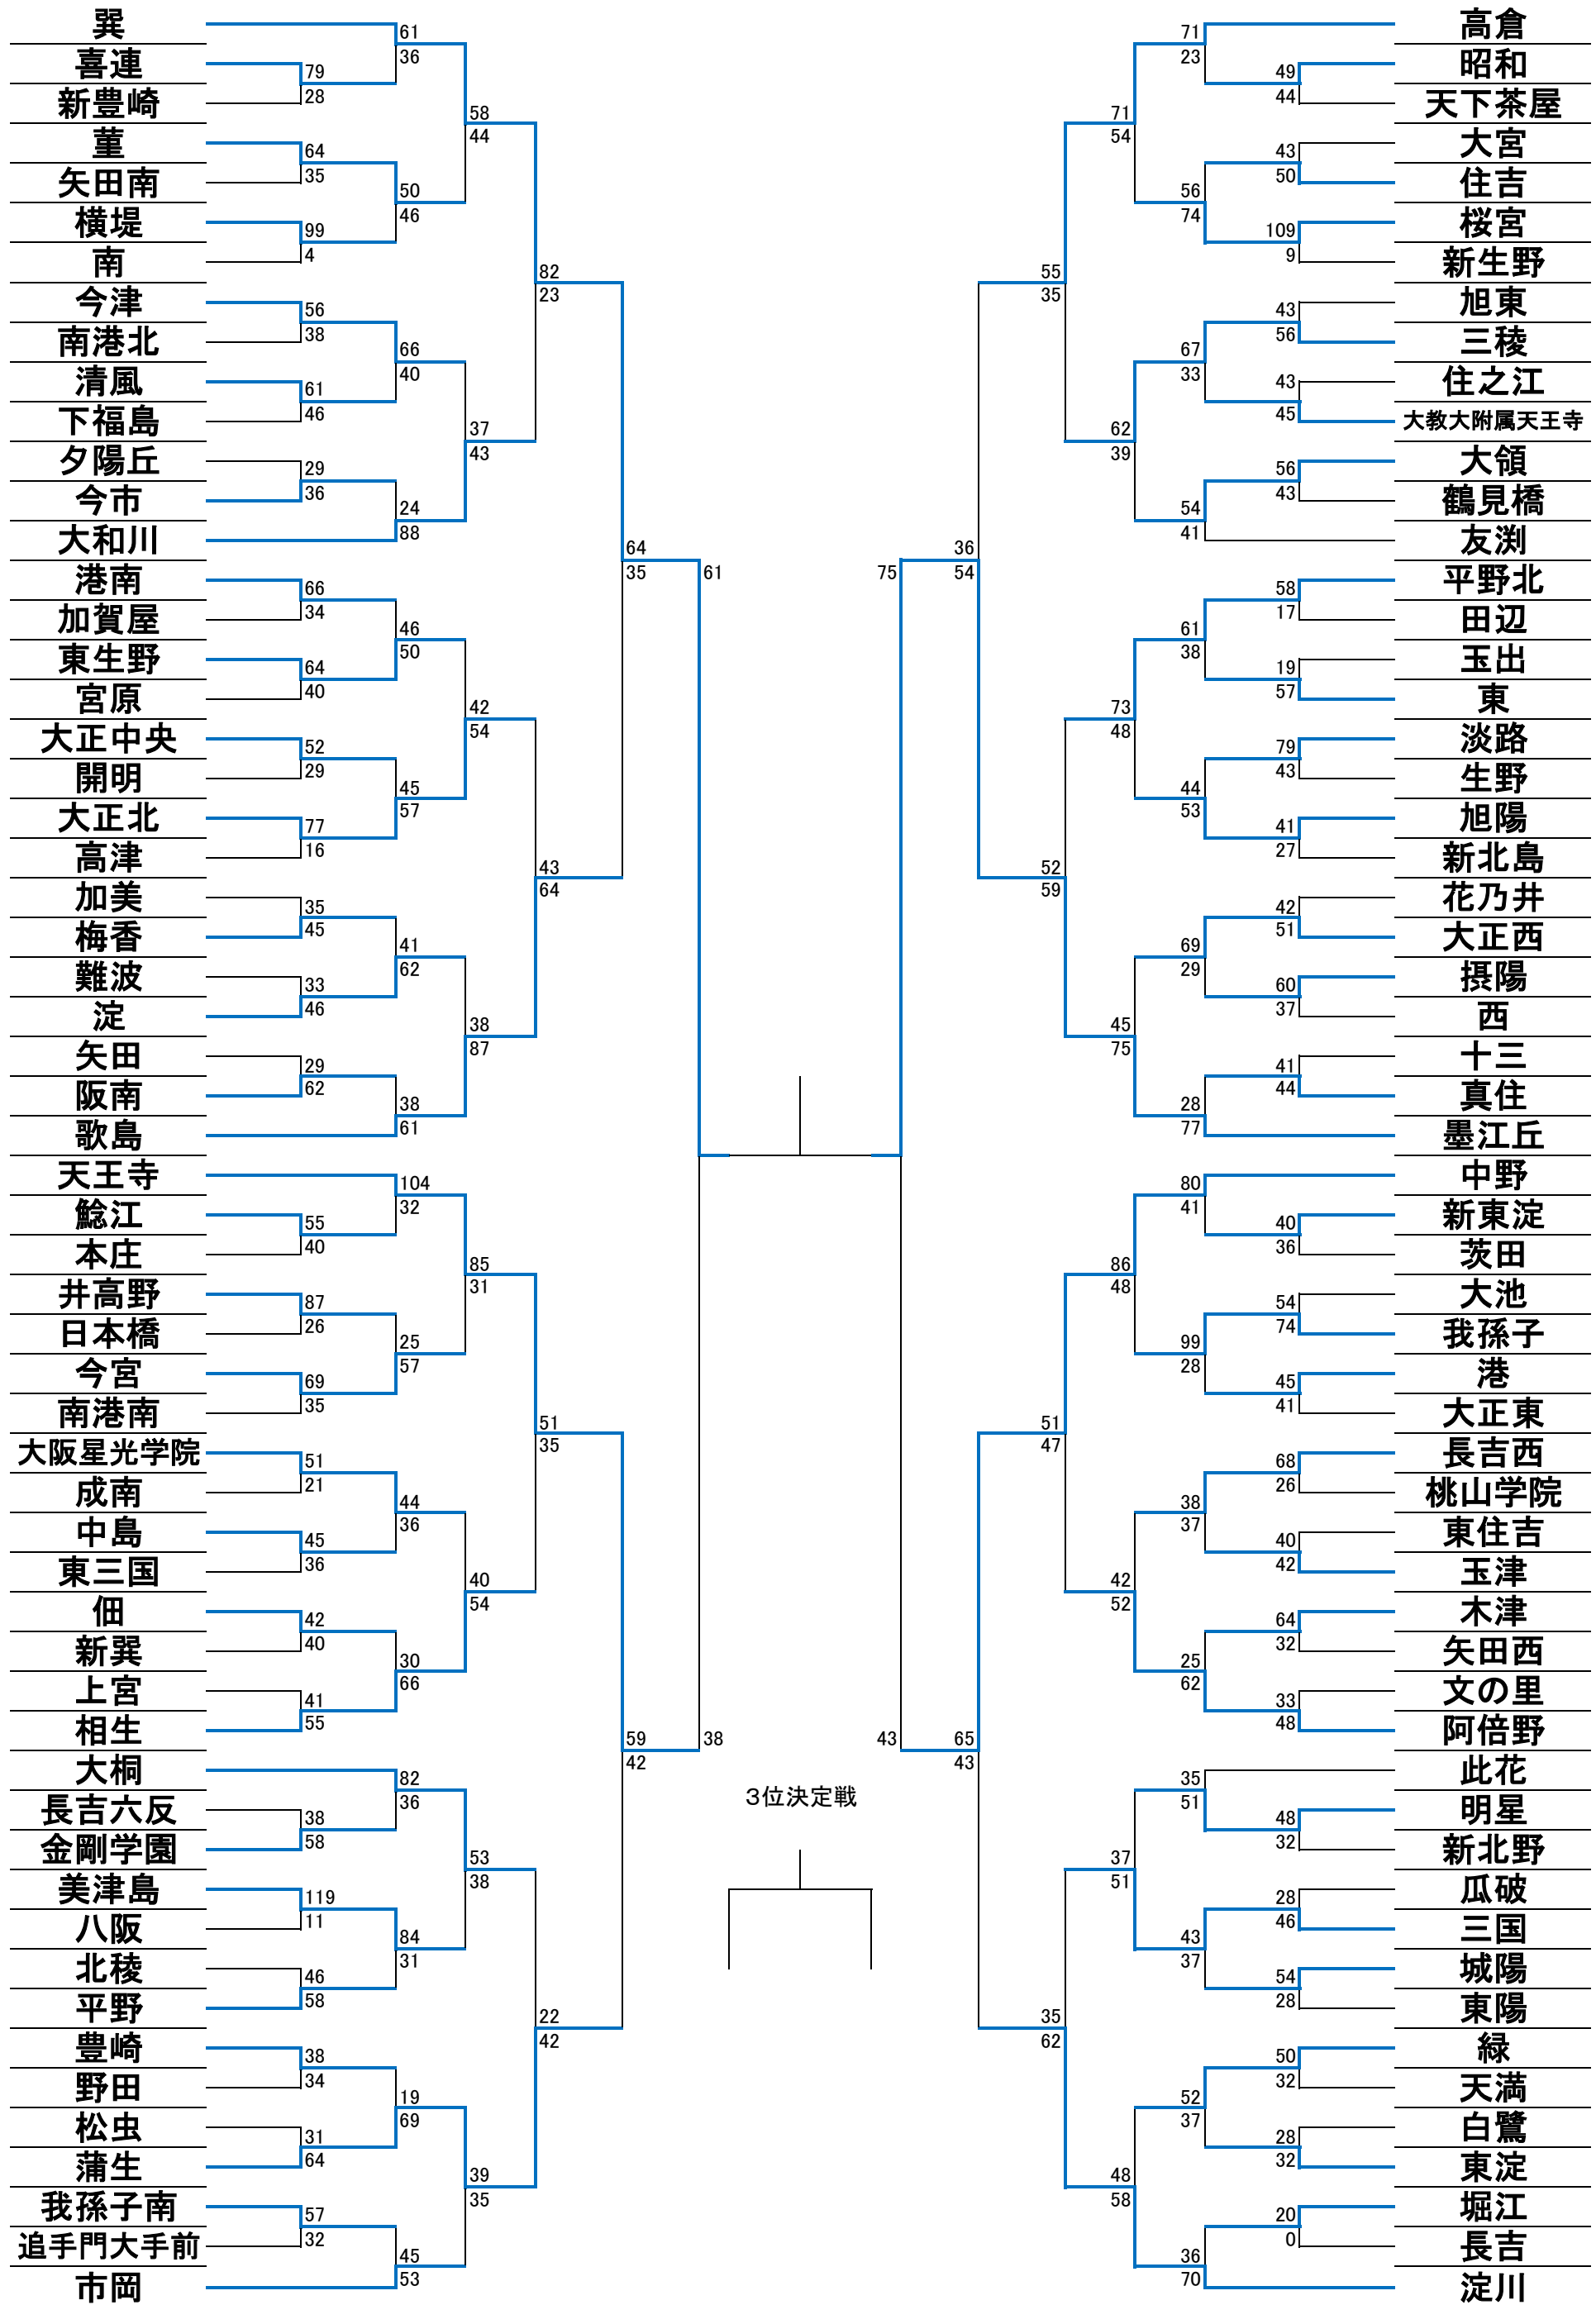 巽
喜連
新豊崎
菫
矢田南
横堤
南
今津
南港北
清風
下福島
夕陽丘
今市
大和川
港南
加賀屋
東生野
宮原
大正中央
開明
大正北
高津
加美
梅香
難波
淀
矢田
阪南
歌島
天王寺
鯰江
本庄
井高野
日本橋
今宮
南港南
大阪星光学院
成南
中島
東三国
佃
新巽
上宮
相生
大桐
長吉六反
金剛学園
美津島
八阪
北稜
平野
豊崎
野田
松虫
蒲生
我孫子南
追手門大手前
市岡
79
28
64
35
99
4
56
38
61
46
29
36
66
34
64
40
52
29
77
16
35
45
33
46
29
62
55
40
87
26
69
35
51
21
45
36
42
40
41
55
38
58
119
11
46
58
38
34
31
64
57
32
61
36
50
46
66
40
24
88
46
50
45
57
41
62
38
61
104
32
25
57
44
36
30
66
82
36
84
31
19
69
45
53
58
44
37
43
42
54
38
87
85
31
40
54
53
38
39
35
82
23
43
64
51
35
22
42
64
35
59
42
61
38
3位決定戦
75
43
36
54
65
43
55
35
52
59
51
47
35
62
71
54
62
39
73
48
45
75
86
48
42
52
37
51
48
58
71
23
56
74
67
33
54
41
61
38
44
53
69
29
28
77
80
41
99
28
38
37
25
62
35
51
43
37
52
37
36
70
49
44
43
50
109
9
43
56
43
45
56
43
58
17
19
57
79
43
41
27
42
51
60
37
41
44
40
36
54
74
45
41
68
26
40
42
64
32
33
48
48
32
28
46
54
28
50
32
28
32
20
0
高倉
昭和
天下茶屋
大宮
住吉
桜宮
新生野
旭東
三稜
住之江
大教大附属天王寺
大領
鶴見橋
友渕
平野北
田辺
玉出
東
淡路
生野
旭陽
新北島
花乃井
大正西
摂陽
西
十三
真住
墨江丘
中野
新東淀
茨田
大池
我孫子
港
大正東
長吉西
桃山学院
東住吉
玉津
木津
矢田西
文の里
阿倍野
此花
明星
新北野
瓜破
三国
城陽
東陽
緑
天満
白鷺
東淀
堀江
長吉
淀川